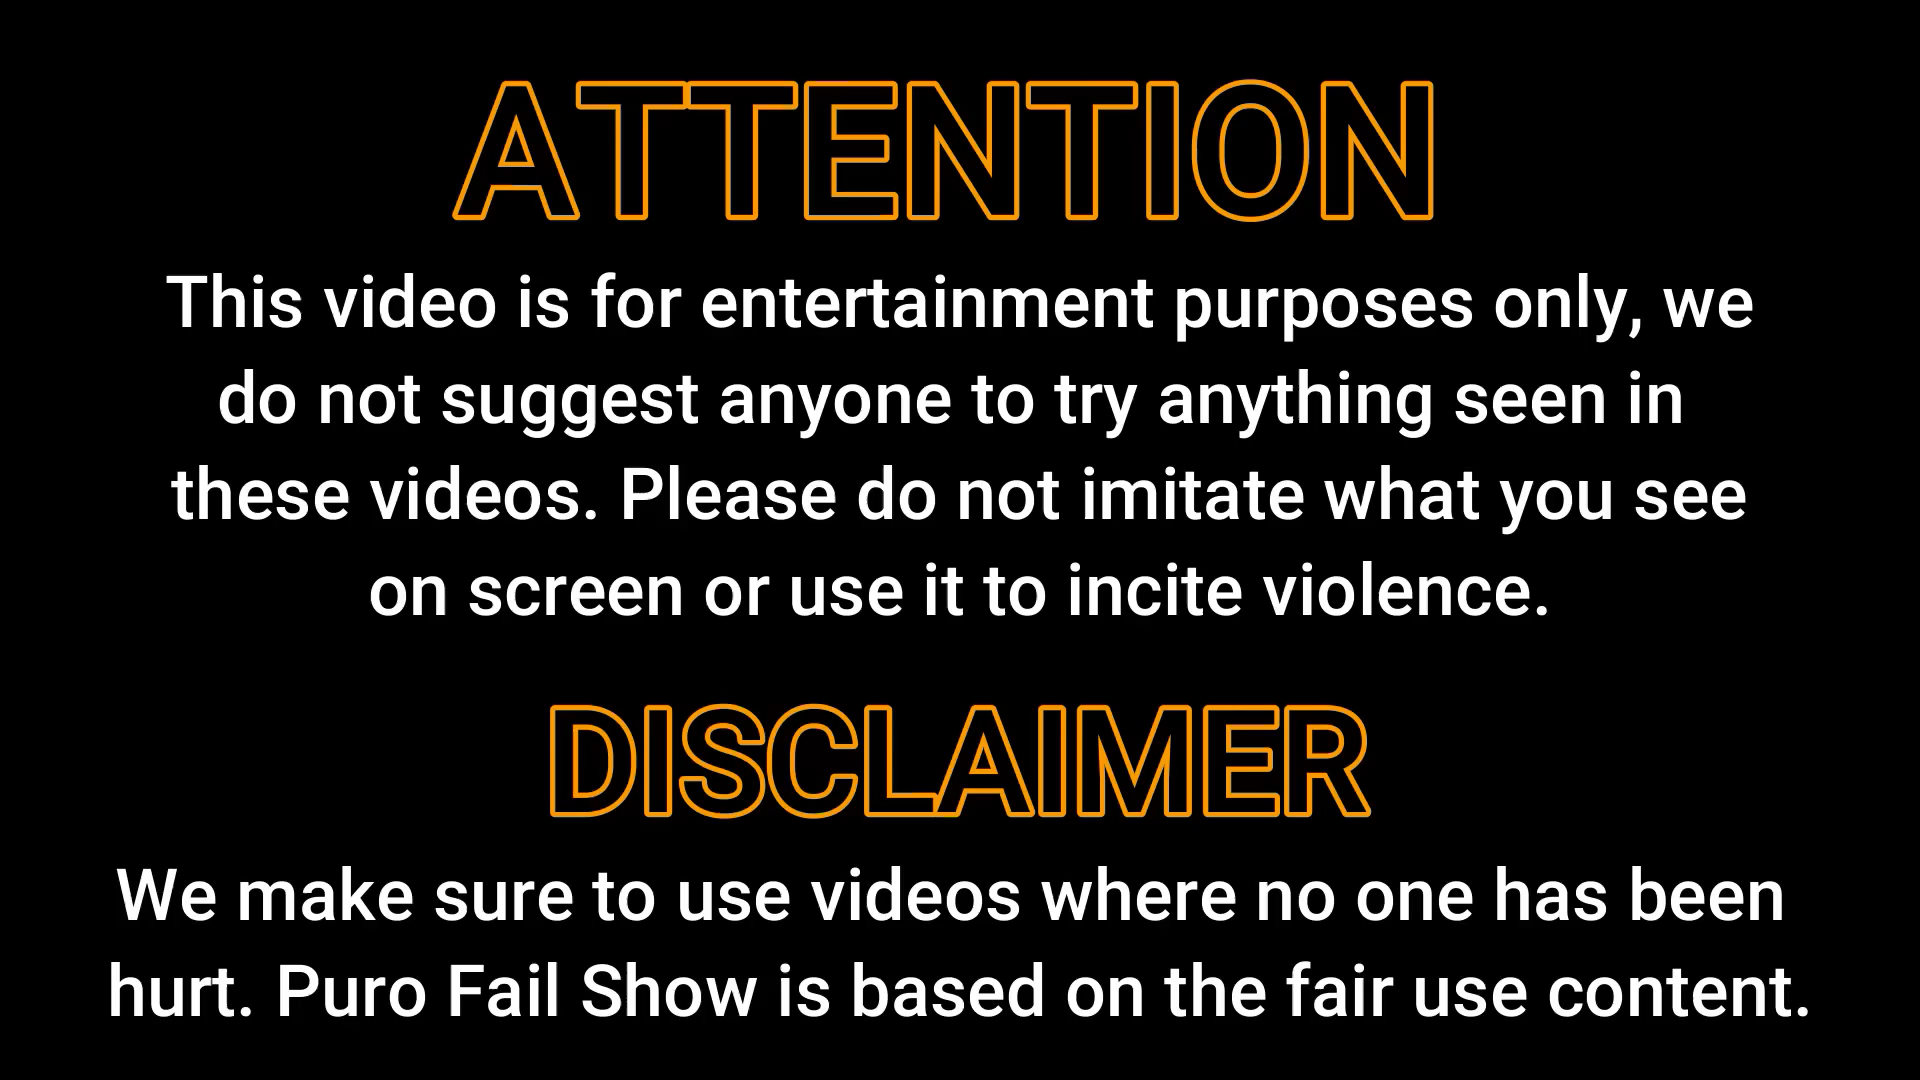 ATTENTION
This video is for entertainment purposes only, we
do not suggest anyone to try anything seen in
these videos. Please do not imitate what you see
on screen or use it to incite violence.
DISCLAIMER
We make sure to use videos where no one has been
hurt. Puro Fail Show is based on the fair use content.